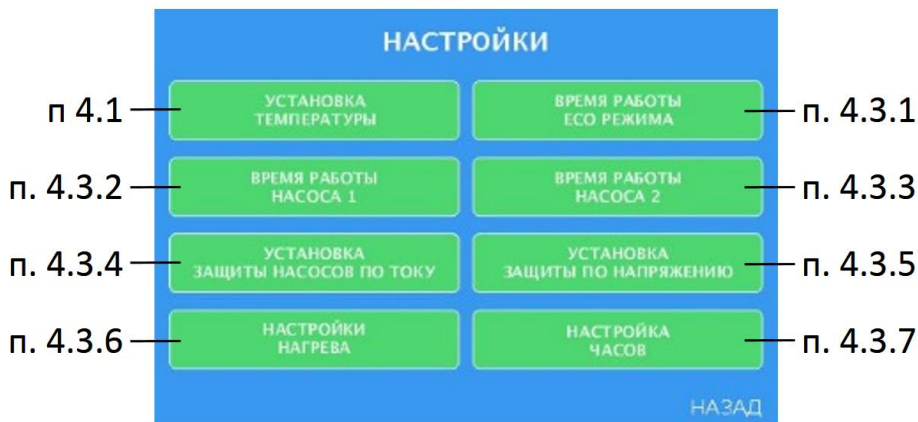 НАСТРОЙКИ
п 4.1
УСТАНОВКА
ТЕМПЕРАТУРЫ
ВРЕМЯ РАБОТЫ
ECO РЕЖИМА
п. 4.3.1
п. 4.3.2
ВРЕМЯ РАБОТЫ
НАСОСА 1
ВРЕМЯ РАБОТЫ
НАСОСА 2
п. 4.3.3
п. 4.3.4
УСТАНОВКА
ЗАЩИТЫ НАСОСОВ ПО ТОКУ
УСТАНОВКА
ЗАЩИТЫ ПО НАПРЯЖЕНИЮ
п. 4.3.5
п. 4.3.6
НАСТРОЙКИ
НАГРЕВА
НАСТРОЙКА
ЧАСОВ
п. 4.3.7
НАЗАД